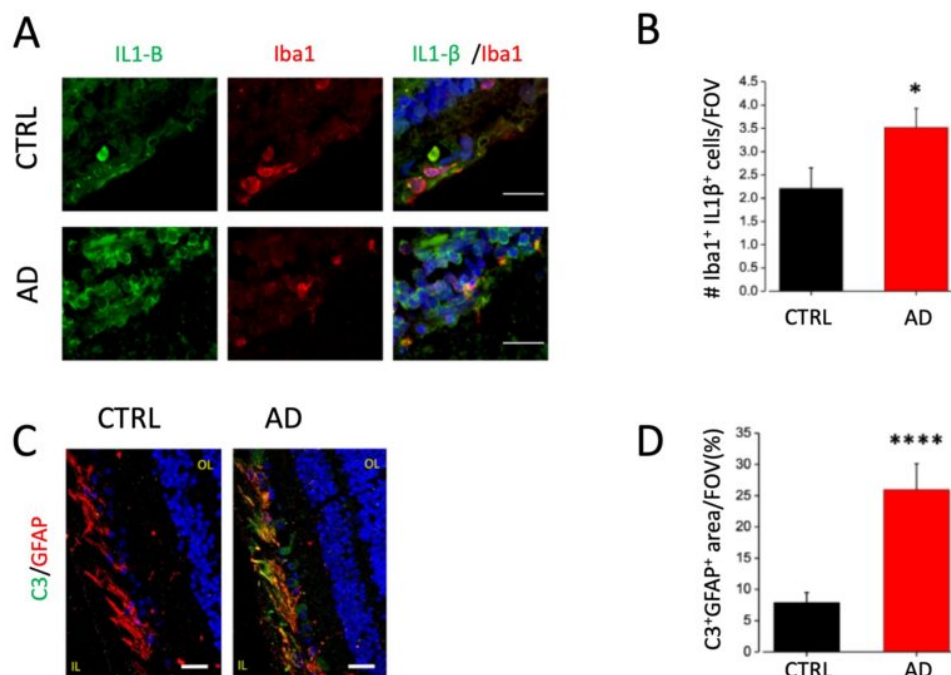 A
IL1-B Iba1 IL1-β /Iba1
CTRL
AD
B
# Iba1⁺ IL1β⁺ cells/FOV
4.5
4.0
3.5
3.0
2.5
2.0
1.5
1.0
0.5
0.0
*
CTRL AD
C
CTRL AD
C3/GFAP
OL OL
IL IL
D
C3⁺GFAP⁺ area/FOV(%)
35
30
25
20
15
10
5
0
****
CTRL AD